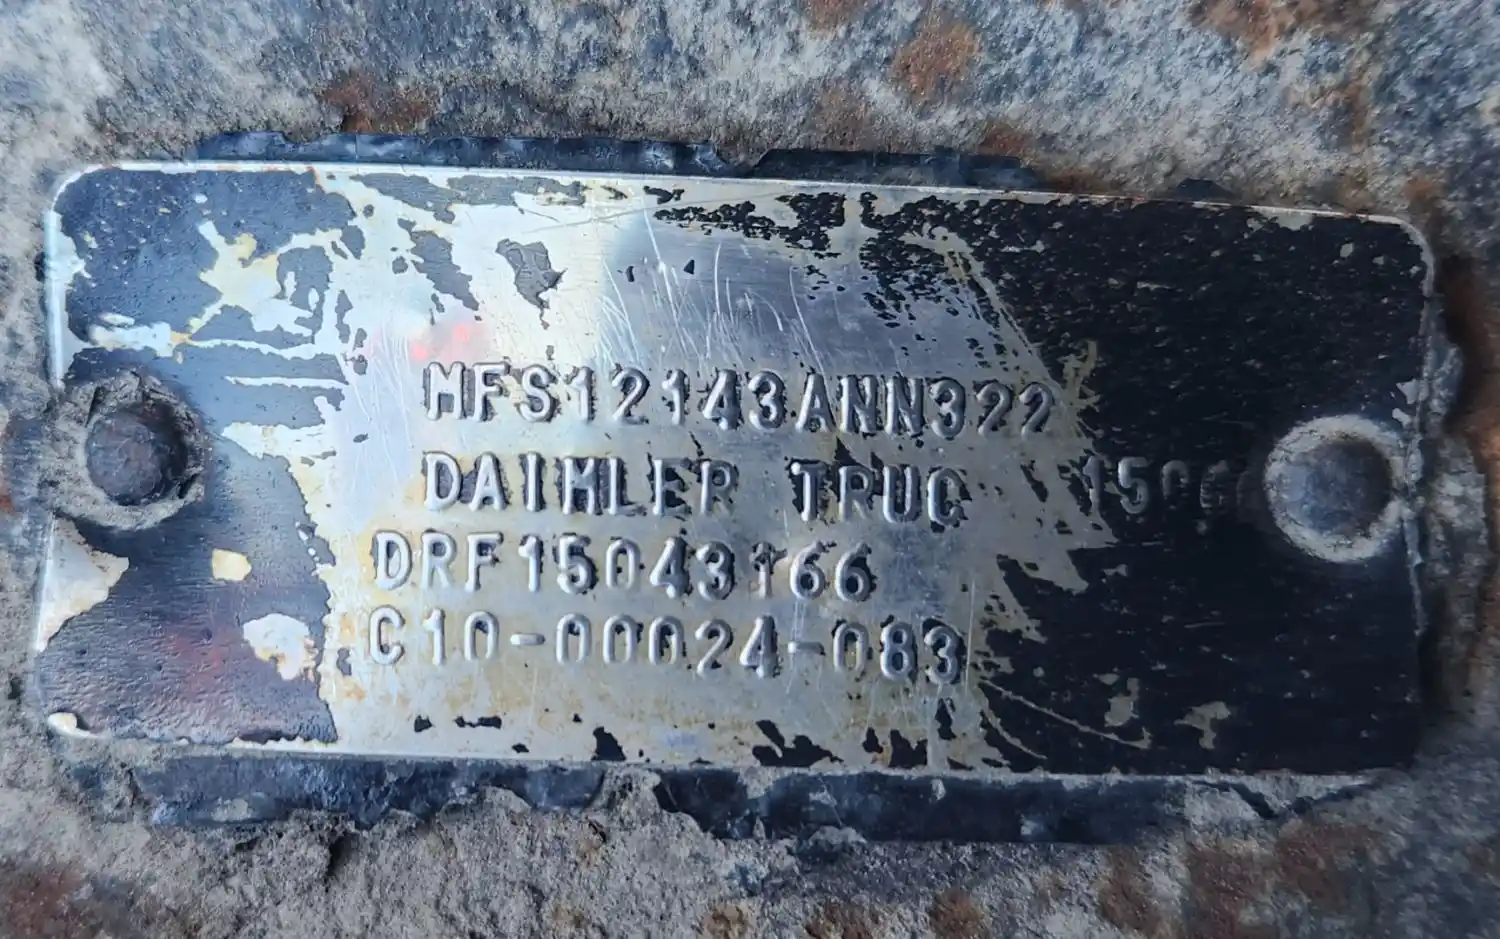 MFS12143ANN322
DAIMLER TRUC
DRF15043166
C10-00024-083